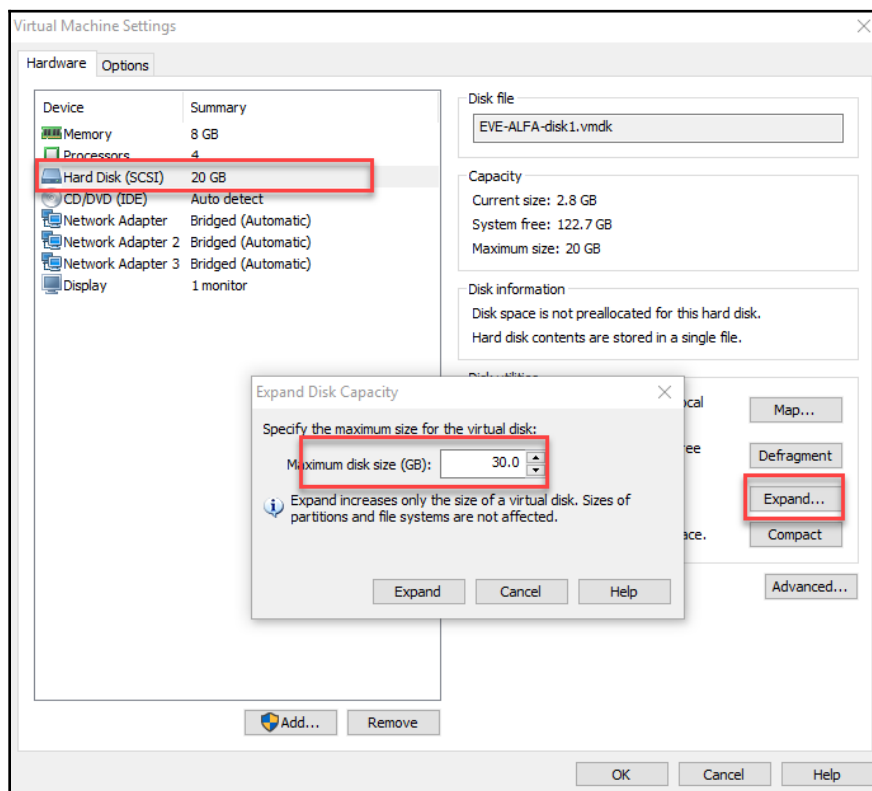 Virtual Machine Settings
Hardware Options
Device Summary
Memory 8 GB
Processors 4
Hard Disk (SCSI) 20 GB
CD/DVD (IDE) Auto detect
Network Adapter Bridged (Automatic)
Network Adapter 2 Bridged (Automatic)
Network Adapter 3 Bridged (Automatic)
Display 1 monitor
Add... Remove
Disk file
EVE-ALFA-disk1.vmdk
Capacity
Current size: 2.8 GB
System free: 122.7 GB
Maximum size: 20 GB
Disk information
Disk space is not preallocated for this hard disk.
Hard disk contents are stored in a single file.
Map...
Defragment
Expand...
Compact
Advanced...
Expand Disk Capacity
Specify the maximum size for the virtual disk:
Maximum disk size (GB): 30.0
Expand increases only the size of a virtual disk. Sizes of
partitions and file systems are not affected.
Expand Cancel Help
OK Cancel Help